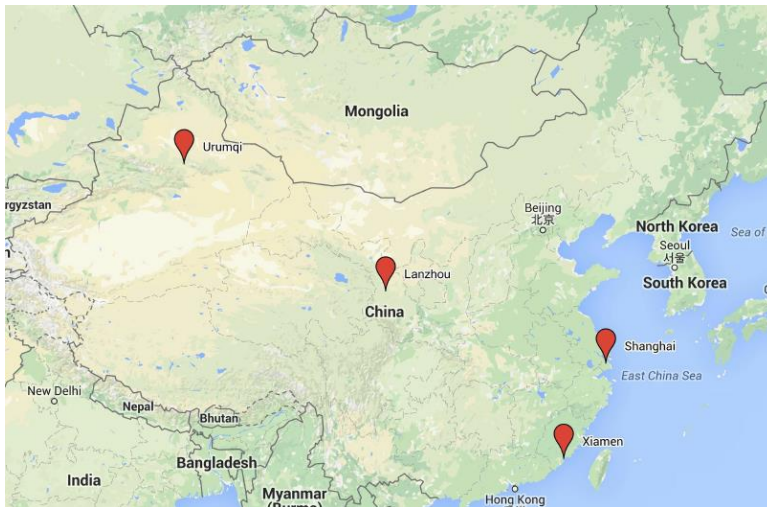 Mongolia
Urumqi
rgyzstan
Beijing
北京
North Korea
Sea of
Seoul
서울
n
Lanzhou
South Korea
China
Shanghai
East China Sea
New Delhi
Nepal
Bhutan
Xiamen
Bangladesh
India
Myanmar
(Burma)
Hong Kong